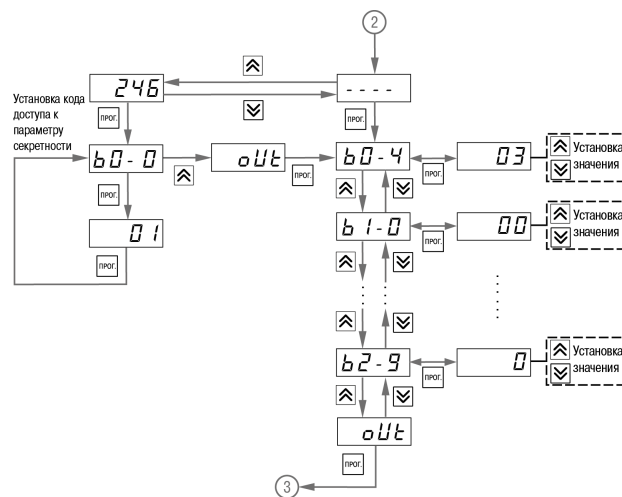 2
246
- - - -
Установка кода
доступа к
параметру
секретности
ПРОГ.
ПРОГ.
b0-0
oUt
b0-4
03
Установка
значения
ПРОГ.
ПРОГ.
ПРОГ.
01
b1-0
00
Установка
значения
ПРОГ.
ПРОГ.
b2-9
0
Установка
значения
ПРОГ.
oUt
ПРОГ.
3